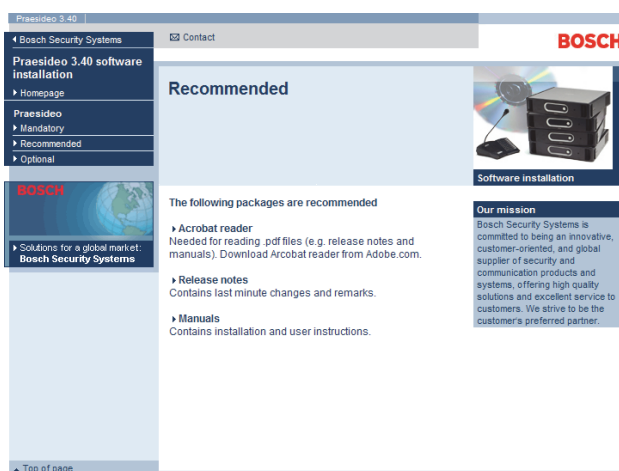 Praesideo 3.40
Bosch Security Systems
Contact
BOSCH
Praesideo 3.40 software
installation
Homepage
Praesideo
Mandatory
Recommended
Optional
BOSCH
Solutions for a global market:
Bosch Security Systems
Recommended
Software installation
The following packages are recommended
Acrobat reader
Needed for reading .pdf files (e.g. release notes and
manuals). Download Arcobat reader from Adobe.com.
Release notes
Contains last minute changes and remarks.
Manuals
Contains installation and user instructions.
Our mission
Bosch Security Systems is
committed to being an innovative,
customer-oriented, and global
supplier of security and
communication products and
systems, offering high quality
solutions and excellent service to
customers. We strive to be the
customer's preferred partner.
Top of page